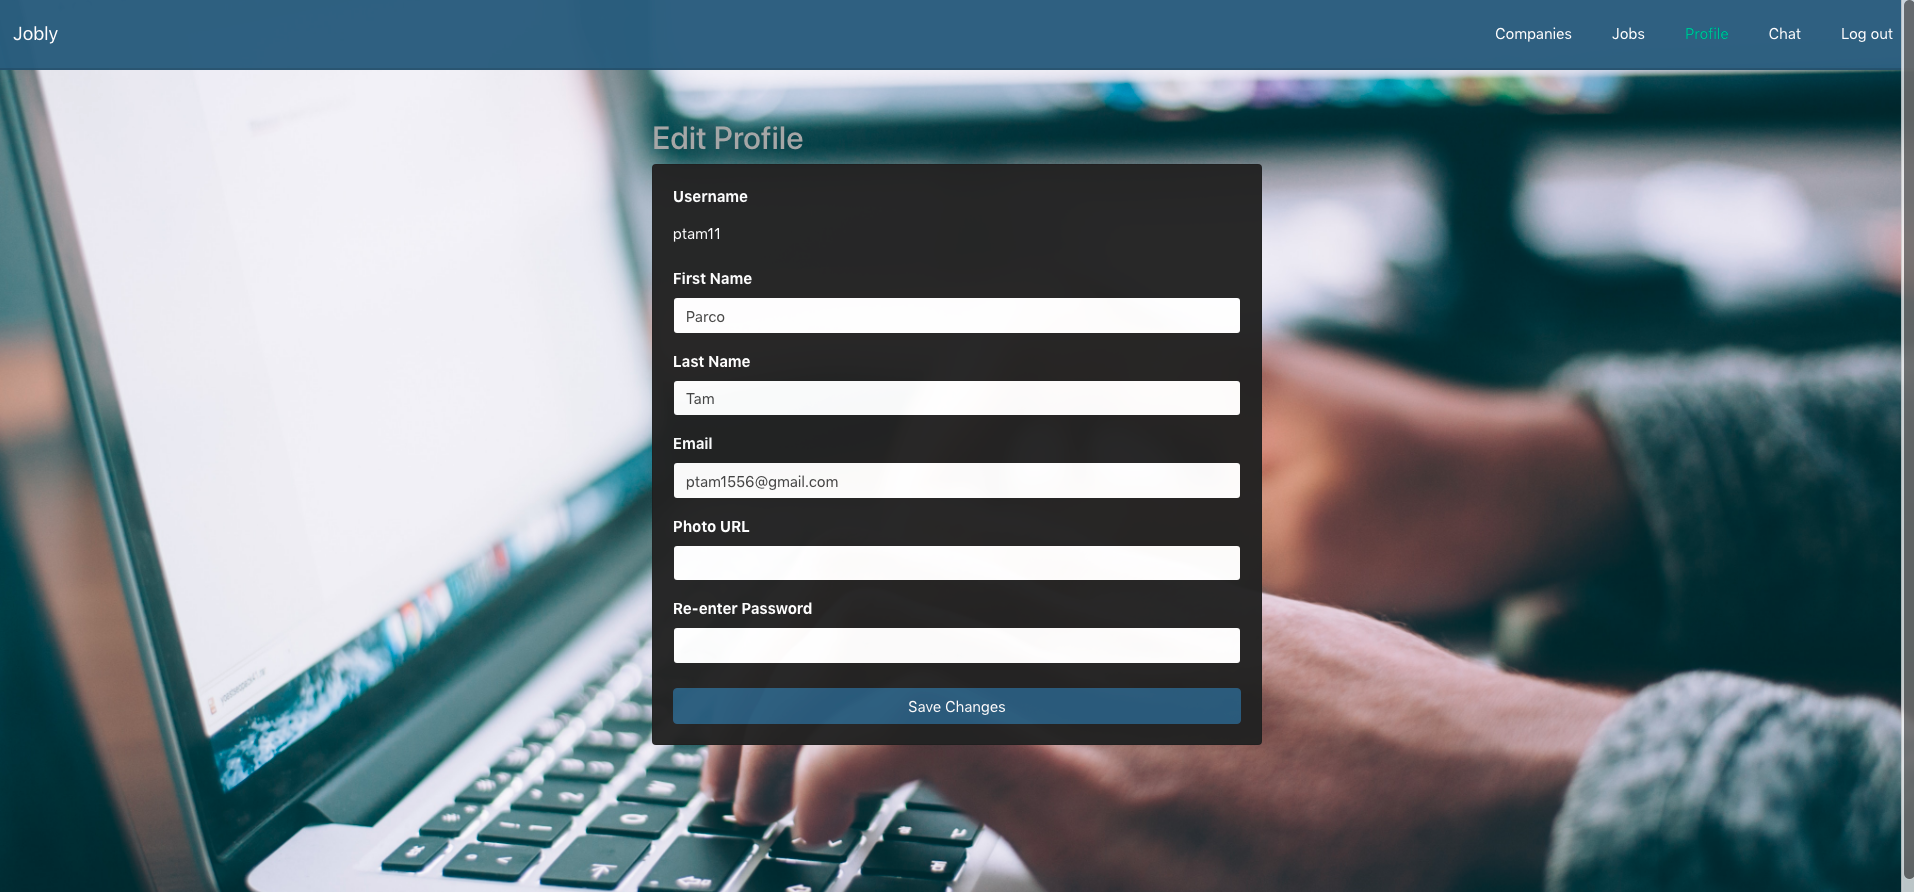 Jobly
Companies
Jobs
Profile
Chat
Log out
Edit Profile
Username
ptam11
First Name
Parco
Last Name
Tam
Email
ptam1556@gmail.com
Photo URL
Re-enter Password
Save Changes